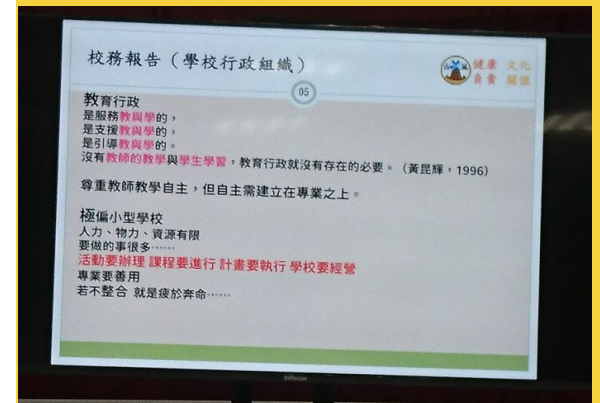 校務報告（學校行政組織）
健康 文化
負責 關懷
05
教育行政
是服務教與學的，
是支援教與學的，
是引導教與學的。
沒有教師的教學與學生學習，教育行政就沒有存在的必要。（黃昆輝，1996）
尊重教師教學自主，但自主需建立在專業之上。
極偏小型學校
人力、物力、資源有限
要做的事很多……
活動要辦理 課程要進行 計畫要執行 學校要經營
專業要善用
若不整合 就是疲於奔命……
InFocus